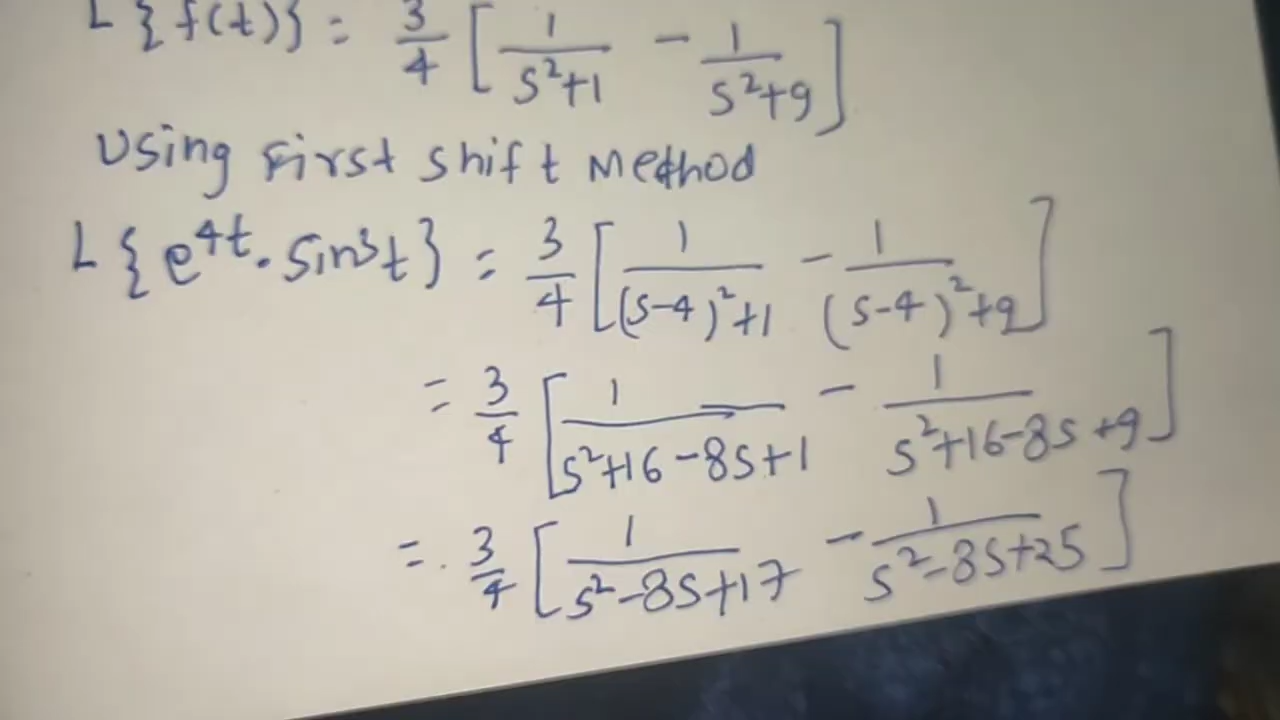 L{f(t)} = 3/4 [1/(s²+1) - 1/(s²+9)]
Using First shift Method
L{e^4t . sin³t} = 3/4 [1/((s-4)²+1) - 1/((s-4)²+9)]
= 3/4 [1/(s²+16-8s+1) - 1/(s²+16-8s+9)]
= 3/4 [1/(s²-8s+17) - 1/(s²-8s+25)]